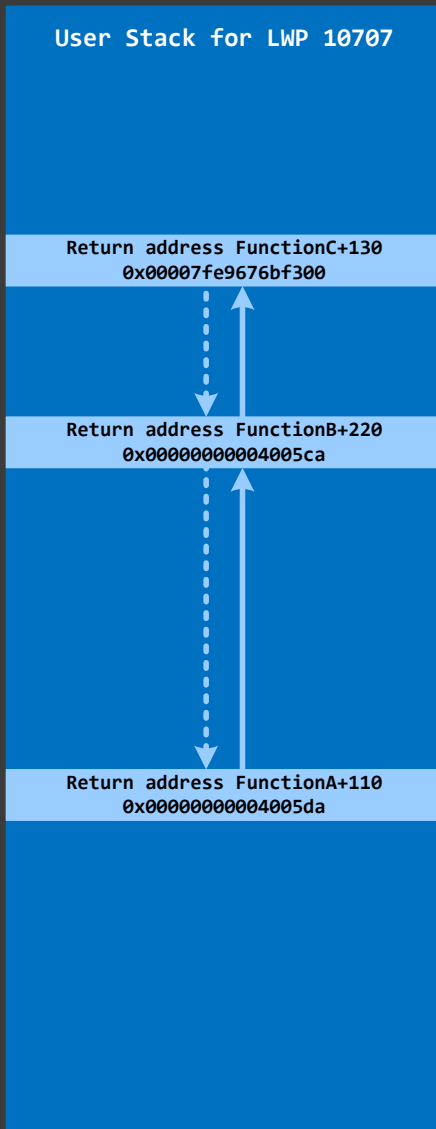 User Stack for LWP 10707
Return address FunctionC+130
0x00007fe9676bf300
Return address FunctionB+220
0x00000000004005ca
Return address FunctionA+110
0x00000000004005da